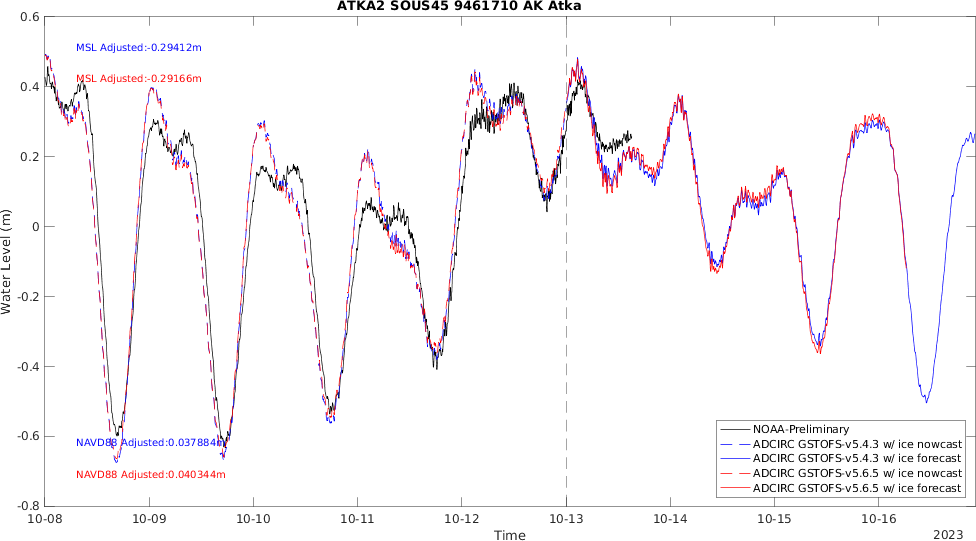 ATKA2 SOUS45 9461710 AK Atka
0.6
MSL Adjusted:-0.29412m
MSL Adjusted:-0.29166m
0.4
0.2
0
-0.2
-0.4
-0.6
-0.8
Water Level (m)
NAVD88 Adjusted:0.037884m
NAVD88 Adjusted:0.040344m
NOAA-Preliminary
ADCIRC GSTOFS-v5.4.3 w/ ice nowcast
ADCIRC GSTOFS-v5.4.3 w/ ice forecast
ADCIRC GSTOFS-v5.6.5 w/ ice nowcast
ADCIRC GSTOFS-v5.6.5 w/ ice forecast
10-08 10-09 10-10 10-11 10-12 10-13 10-14 10-15 10-16
Time
2023